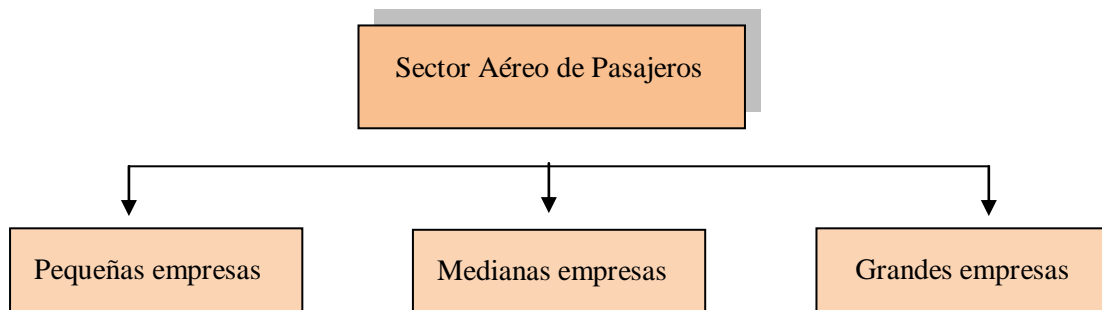 Sector Aéreo de Pasajeros
Pequeñas empresas
Medianas empresas
Grandes empresas